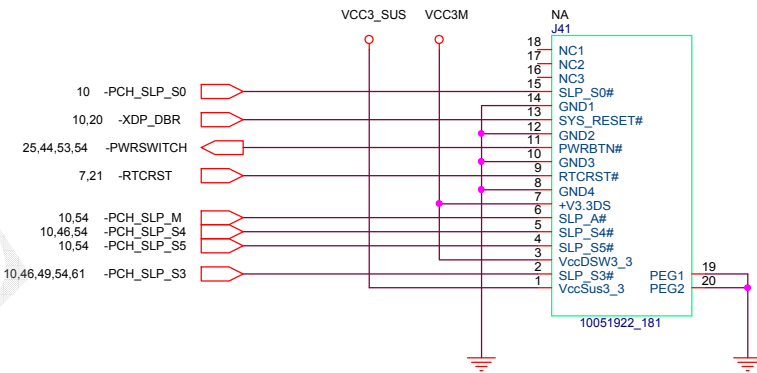 VCC3_SUS VCC3M NA
J41
18 NC1
17 NC2
16 NC3
10 -PCH_SLP_S0 15 SLP_S0#
14 GND1
10,20 -XDP_DBR 13 SYS_RESET#
12 GND2
25,44,53,54 -PWRSWITCH 11 PWRBTN#
10 GND3
7,21 -RTCRST 9 RTCRST#
8 GND4
7 +V3.3DS
10,54 -PCH_SLP_M 6 SLP_A#
10,46,54 -PCH_SLP_S4 5 SLP_S4#
10,54 -PCH_SLP_S5 4 SLP_S5#
3 VccDSW3_3
10,46,49,54,61 -PCH_SLP_S3 2 SLP_S3# PEG1 19
1 VccSus3_3 PEG2 20
10051922_181